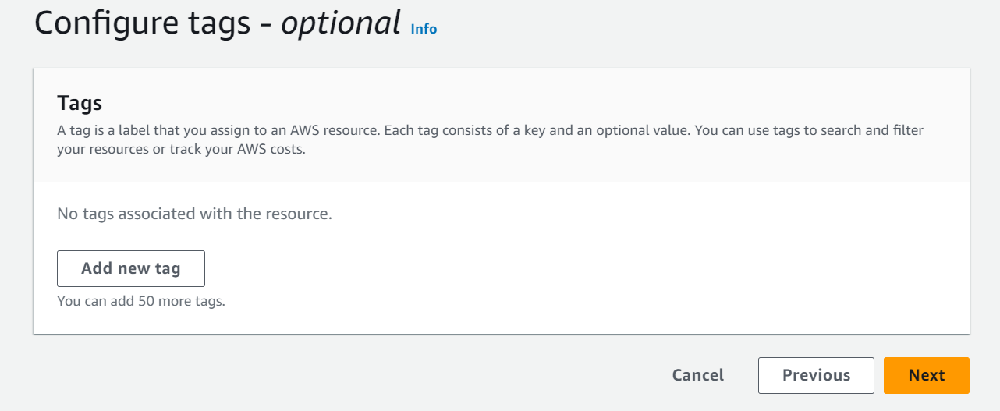 Configure tags - optional Info
Tags
A tag is a label that you assign to an AWS resource. Each tag consists of a key and an optional value. You can use tags to search and filter
your resources or track your AWS costs.
No tags associated with the resource.
Add new tag
You can add 50 more tags.
Cancel Previous Next